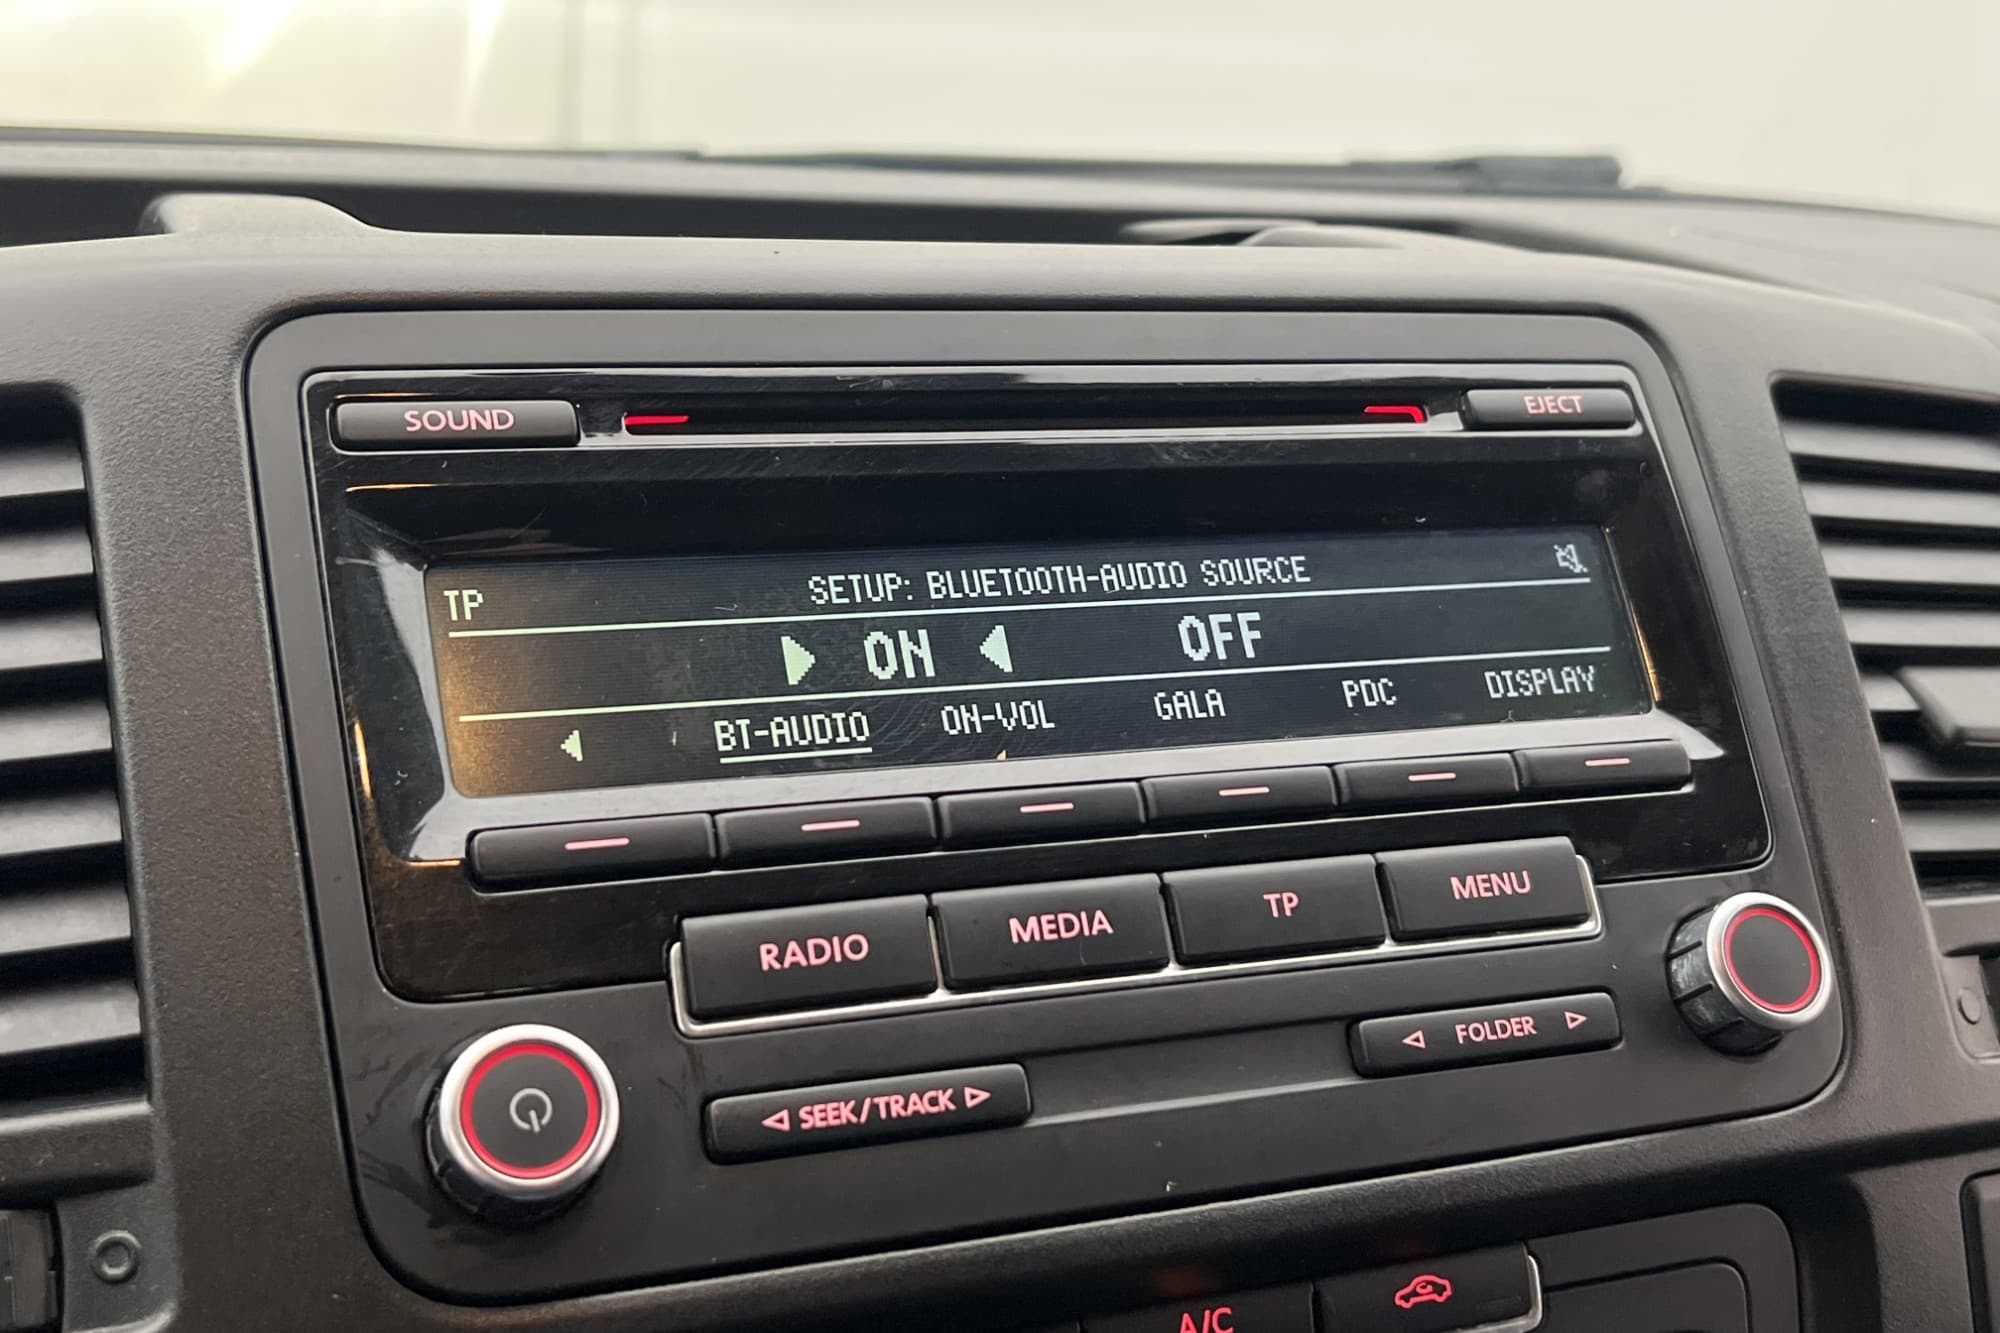 SOUND
EJECT
TP SETUP: BLUETOOTH-AUDIO SOURCE
ON OFF
BT-AUDIO ON-VOL GALA PDC DISPLAY
RADIO MEDIA TP MENU
SEEK/TRACK
FOLDER
A/C